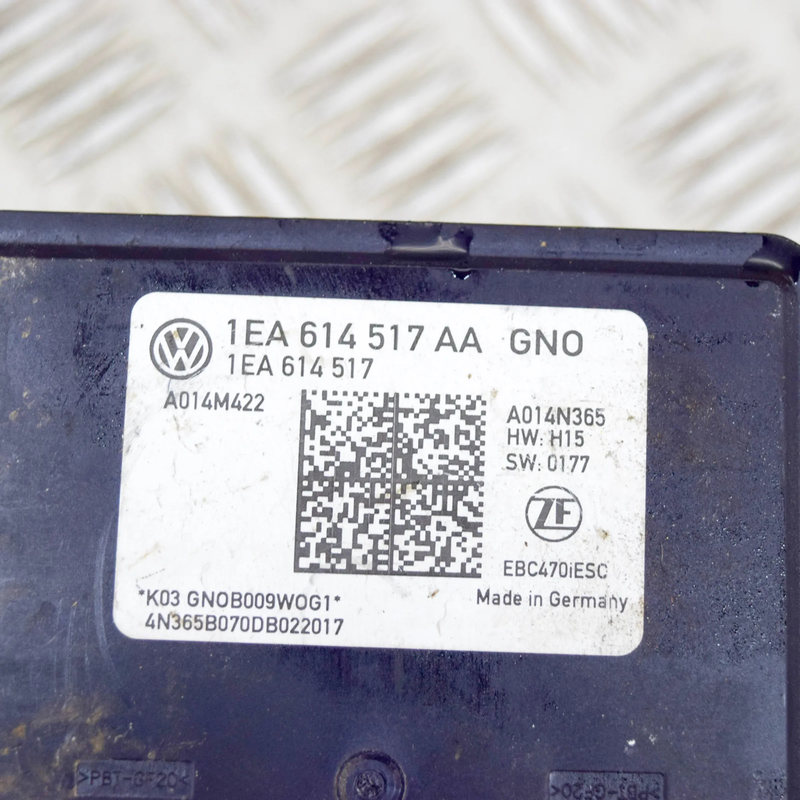 1EA 614 517 AA GNO
1EA 614 517
A014M422
A014N365
HW: H15
SW: 0177
ZF
EBC470iESC
*K03 GNOB009WOG1*
Made in Germany
4N365B070DB022017
>PBT-GF20<
>PBT-GF20<